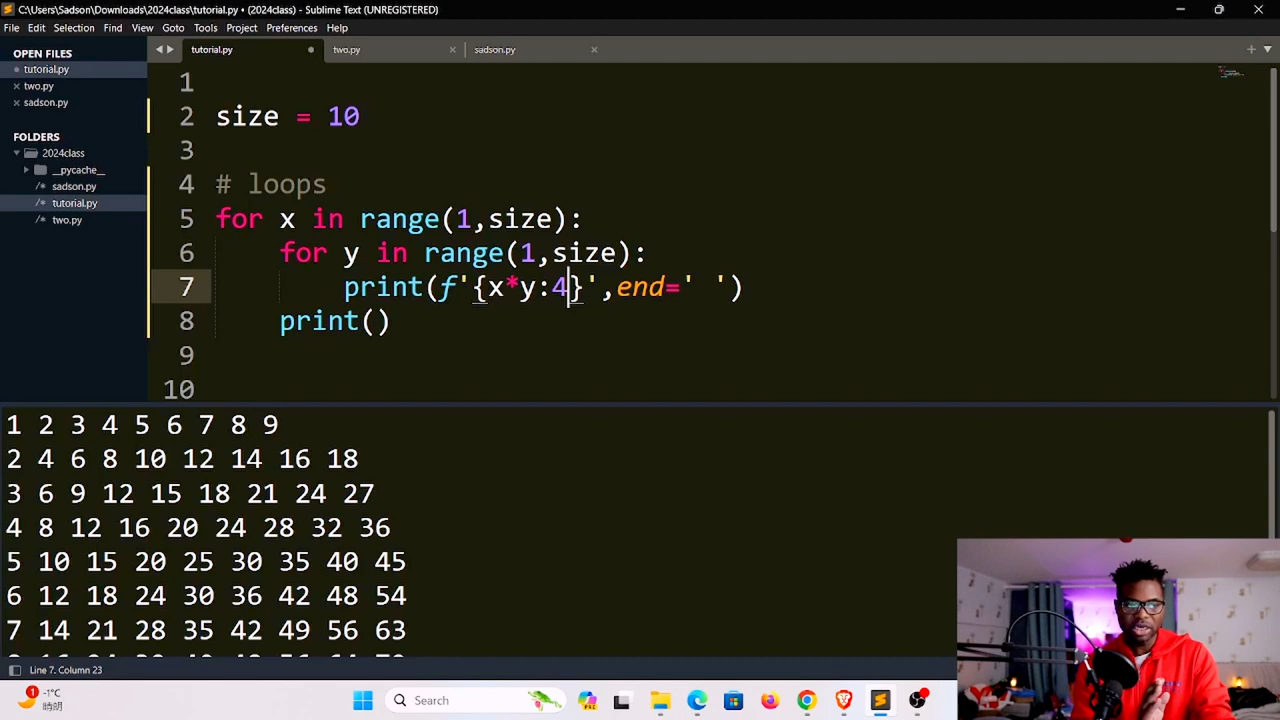 C:\Users\Sadson\Downloads\2024class\tutorial.py • (2024class) - Sublime Text (UNREGISTERED)
File Edit Selection Find View Goto Tools Project Preferences Help
OPEN FILES
tutorial.py
two.py
sadson.py
FOLDERS
2024class
__pycache__
sadson.py
tutorial.py
two.py
tutorial.py two.py sadson.py
1
2 size = 10
3
4 # loops
5 for x in range(1,size):
6 for y in range(1,size):
7 print(f'{x*y:4}',end=' ')
8 print()
9
10
1 2 3 4 5 6 7 8 9
2 4 6 8 10 12 14 16 18
3 6 9 12 15 18 21 24 27
4 8 12 16 20 24 28 32 36
5 10 15 20 25 30 35 40 45
6 12 18 24 30 36 42 48 54
7 14 21 28 35 42 49 56 63
Line 7, Column 23
1
-1°C
Search